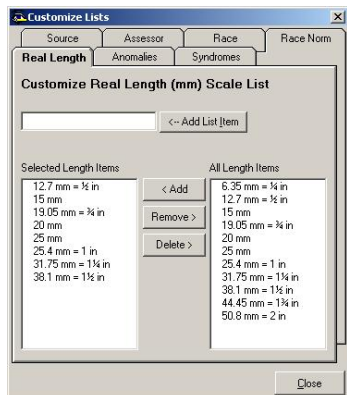 Customize Lists
Source Assessor Race Race Norm
Real Length Anomalies Syndromes
Customize Real Length (mm) Scale List
<-- Add List Item
Selected Length Items
12.7 mm = ½ in
15 mm
19.05 mm = ¾ in
20 mm
25 mm
25.4 mm = 1 in
31.75 mm = 1¼ in
38.1 mm = 1½ in
< Add
Remove >
Delete >
All Length Items
6.35 mm = ¼ in
12.7 mm = ½ in
15 mm
19.05 mm = ¾ in
20 mm
25 mm
25.4 mm = 1 in
31.75 mm = 1¼ in
38.1 mm = 1½ in
44.45 mm = 1¾ in
50.8 mm = 2 in
Close